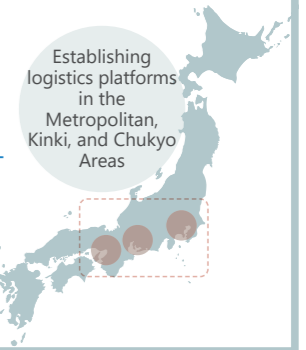 Establishing
logistics platforms
in the
Metropolitan,
Kinki, and Chukyo
Areas